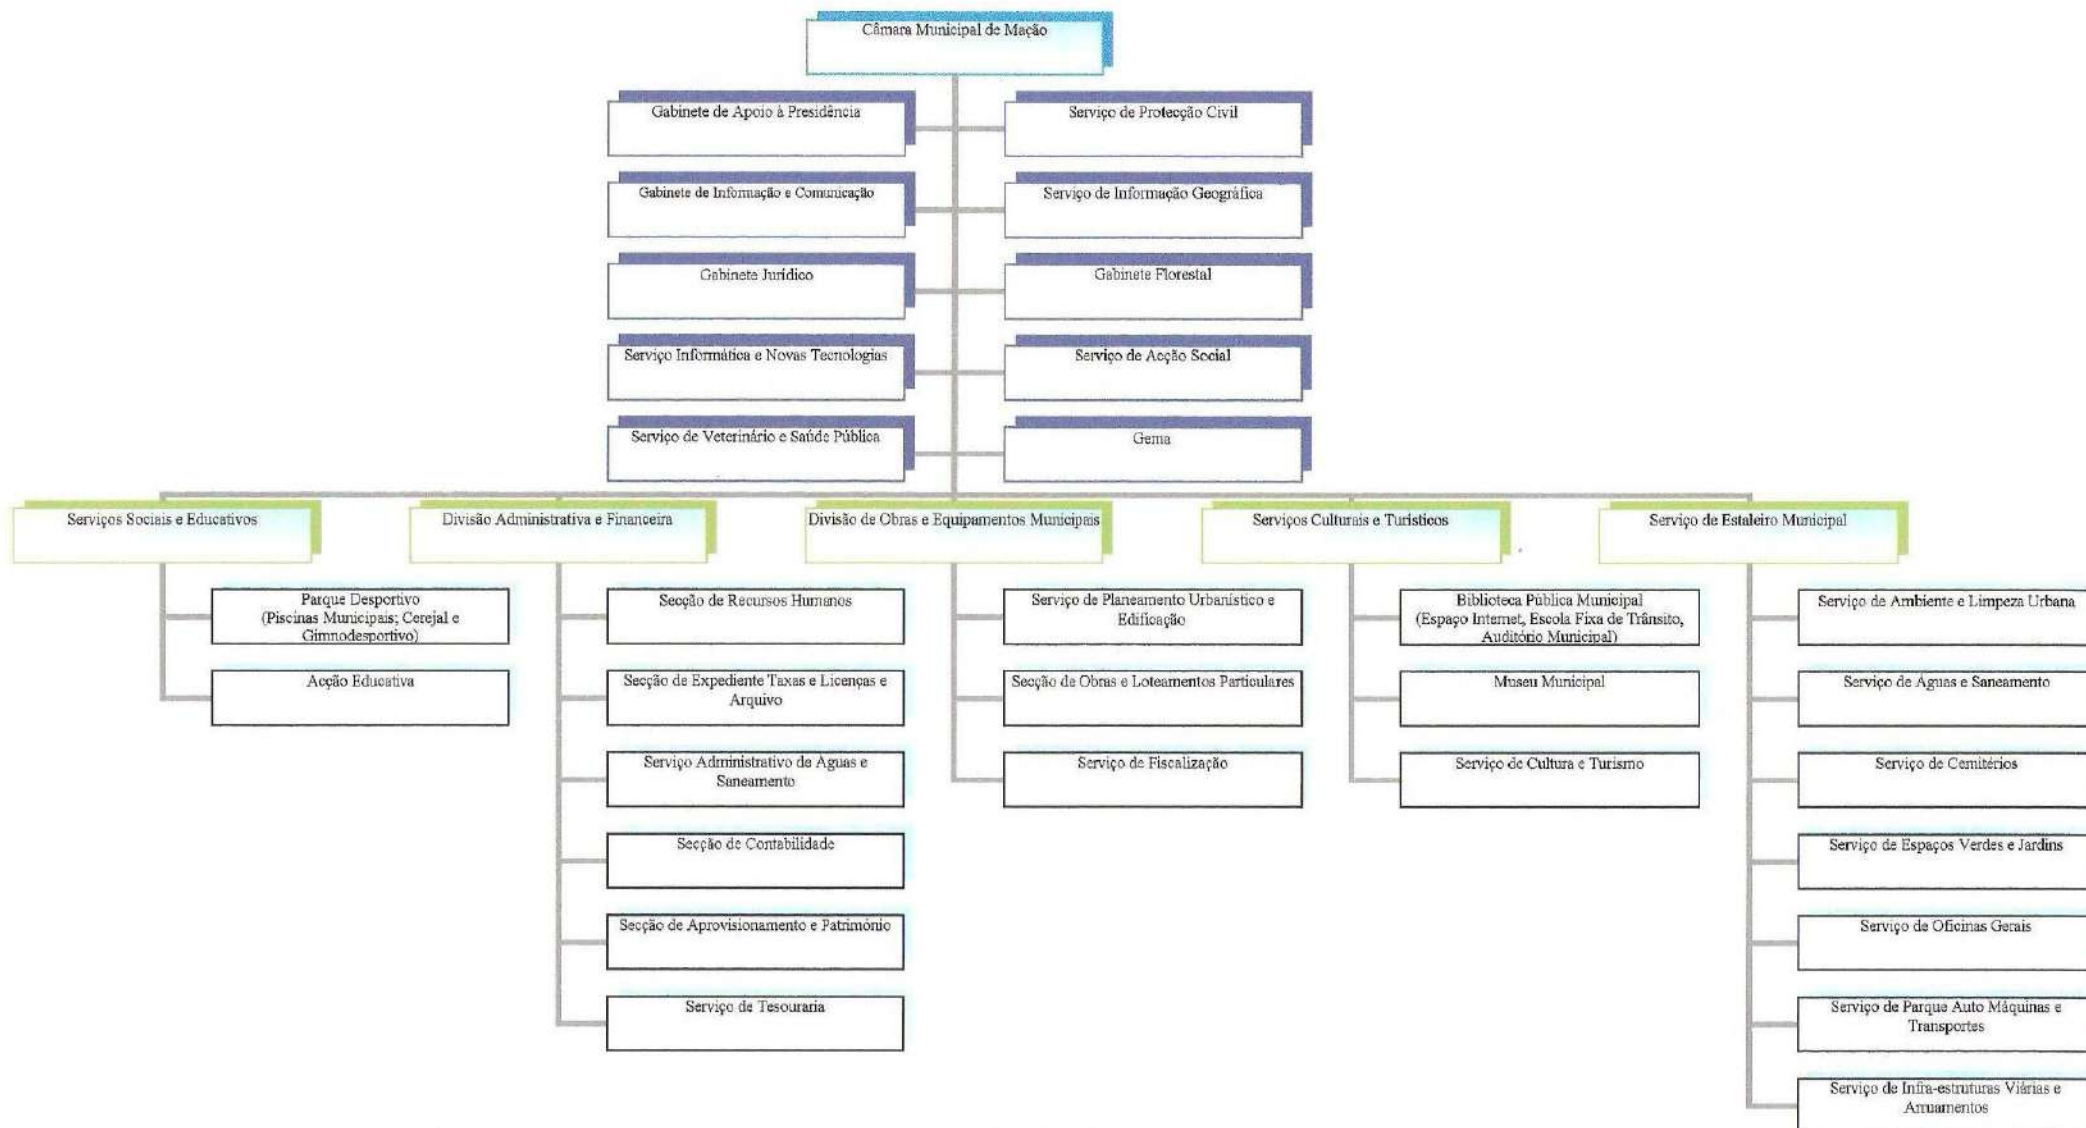 Câmara Municipal de Mação
Gabinete de Apoio à Presidência
Serviço de Protecção Civil
Gabinete de Informação e Comunicação
Serviço de Informação Geográfica
Gabinete Jurídico
Gabinete Florestal
Serviço Informática e Novas Tecnologias
Serviço de Acção Social
Serviço de Veterinário e Saúde Pública
Gema
Serviços Sociais e Educativos
Divisão Administrativa e Financeira
Divisão de Obras e Equipamentos Municipais
Serviços Culturais e Turísticos
Serviço de Estaleiro Municipal
Parque Desportivo
(Piscinas Municipais; Cerejal e
Gimnodesportivo)
Acção Educativa
Secção de Recursos Humanos
Secção de Expediente Taxas e Licenças e
Arquivo
Serviço Administrativo de Águas e
Saneamento
Secção de Contabilidade
Secção de Aprovisionamento e Património
Serviço de Tesouraria
Serviço de Planeamento Urbanístico e
Edificação
Secção de Obras e Loteamentos Particulares
Serviço de Fiscalização
Biblioteca Pública Municipal
(Espaço Internet, Escola Fixa de Trânsito,
Auditório Municipal)
Museu Municipal
Serviço de Cultura e Turismo
Serviço de Ambiente e Limpeza Urbana
Serviço de Águas e Saneamento
Serviço de Cemitérios
Serviço de Espaços Verdes e Jardins
Serviço de Oficinas Gerais
Serviço de Parque Auto Máquinas e
Transportes
Serviço de Infra-estruturas Viárias e
Arruamentos